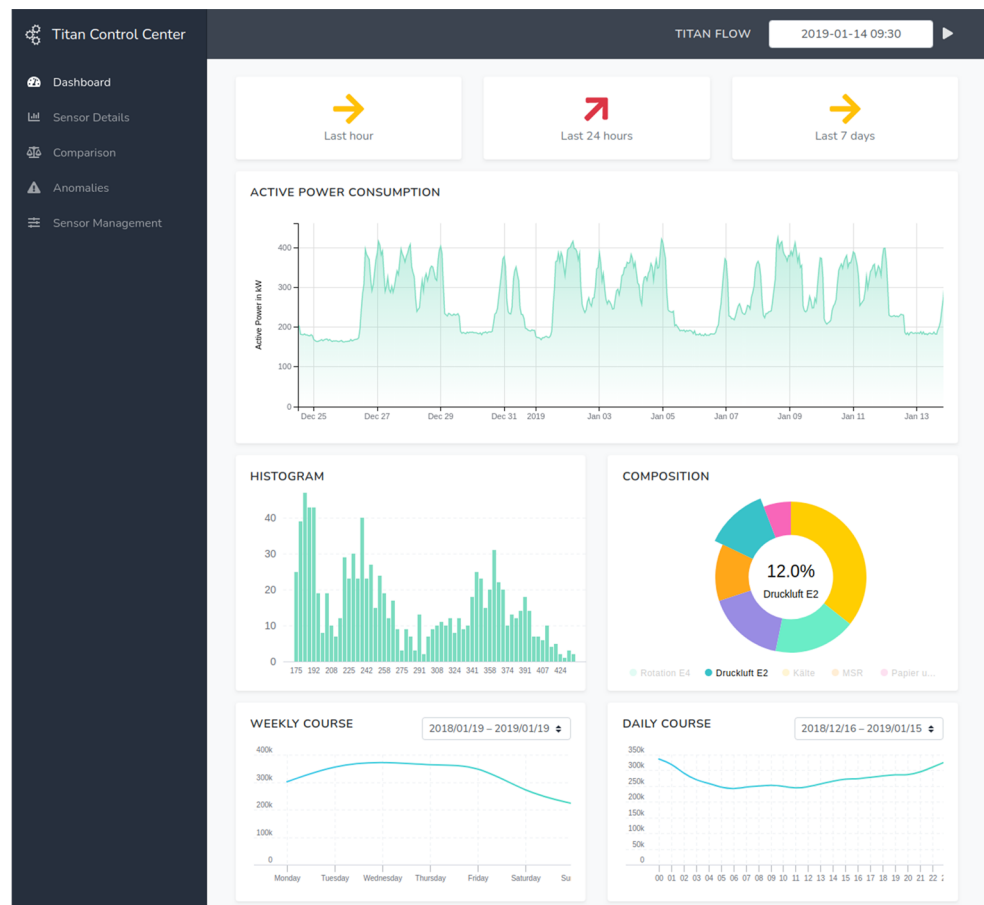 Titan Control Center
TITAN FLOW 2019-01-14 09:30
Dashboard
Sensor Details
Comparison
Anomalies
Sensor Management
Last hour
Last 24 hours
Last 7 days
ACTIVE POWER CONSUMPTION
Active Power in kW
400
300
200
100
0
Dec 25 Dec 27 Dec 29 Dec 31 2019 Jan 03 Jan 05 Jan 07 Jan 09 Jan 11 Jan 13
HISTOGRAM
40
30
20
10
0
175 192 208 225 242 258 275 291 308 324 341 358 374 391 407 424
COMPOSITION
12.0%
Druckluft E2
Rotation E4 Druckluft E2 Kälte MSR Papier u...
WEEKLY COURSE 2018/01/19 – 2019/01/19
400k
300k
200k
100k
0
Monday Tuesday Wednesday Thursday Friday Saturday Su
DAILY COURSE 2018/12/16 – 2019/01/15
350k
300k
250k
200k
150k
100k
50k
0
00 01 02 03 04 05 06 07 08 09 10 11 12 13 14 15 16 17 18 19 20 21 22